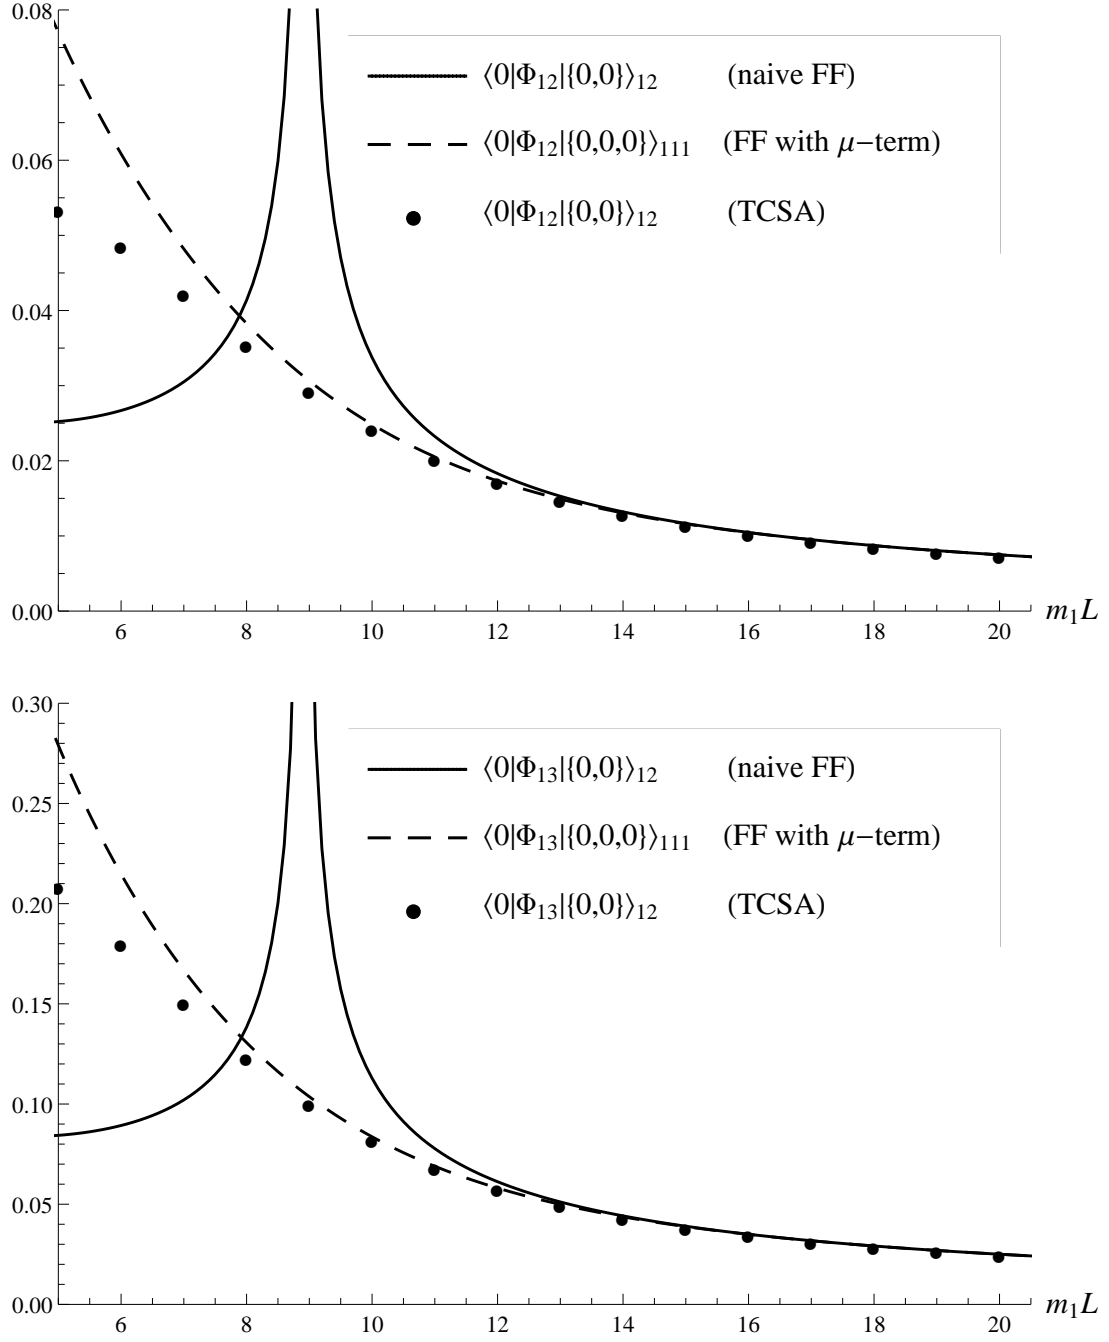 0.08
⟨0|Φ12|{0,0}⟩12 (naive FF)
0.06
⟨0|Φ12|{0,0,0}⟩111 (FF with μ−term)
⟨0|Φ12|{0,0}⟩12 (TCSA)
0.04
0.02
0.00
6 8 10 12 14 16 18 20
m1L
0.30
⟨0|Φ13|{0,0}⟩12 (naive FF)
0.25
⟨0|Φ13|{0,0,0}⟩111 (FF with μ−term)
0.20
⟨0|Φ13|{0,0}⟩12 (TCSA)
0.15
0.10
0.05
0.00
6 8 10 12 14 16 18 20
m1L